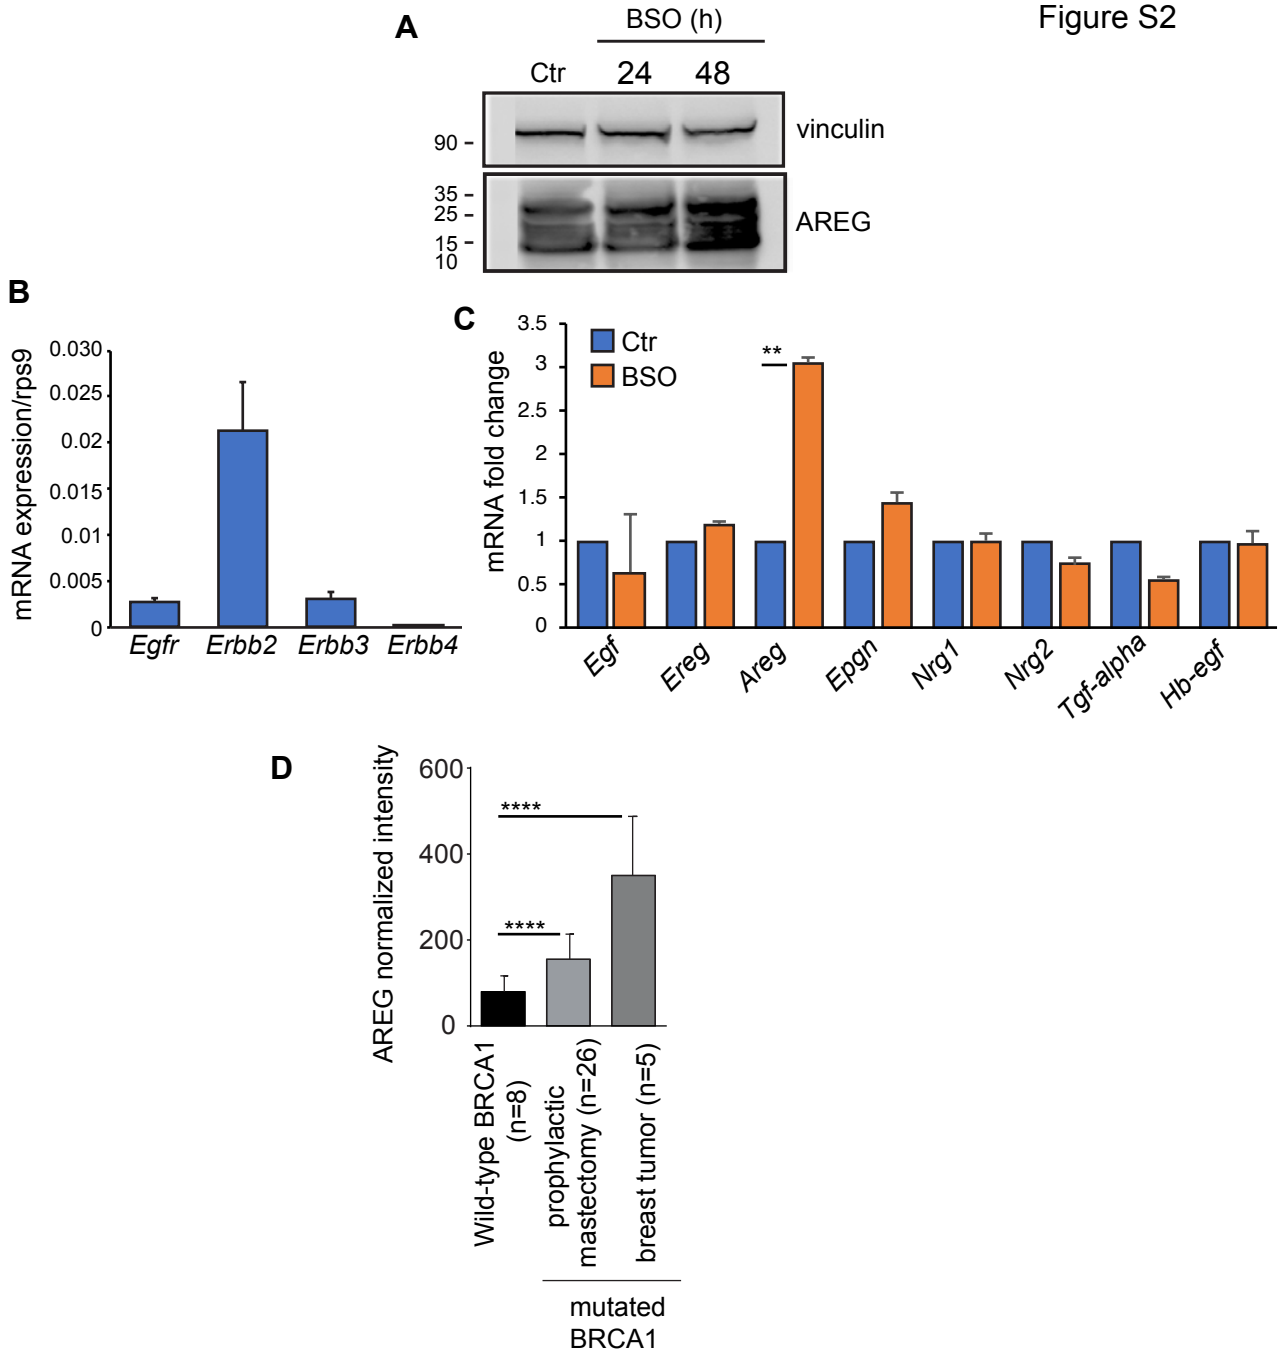 Figure S2
A
BSO (h)
Ctr 24 48
90
vinculin
35
25
15
10
AREG
B
mRNA expression/rps9
0.030
0.025
0.02
0.015
0.01
0.005
0
Egfr Erbb2 Erbb3 Erbb4
C
mRNA fold change
3.5
3
2.5
2
1.5
1
0.5
0
Ctr
BSO
**
Egf Ereg Areg Epgn Nrg1 Nrg2 Tgf-alpha Hb-egf
D
AREG normalized intensity
600
400
200
0
****
****
Wild-type BRCA1
(n=8)
prophylactic
mastectomy (n=26)
breast tumor (n=5)
mutated
BRCA1